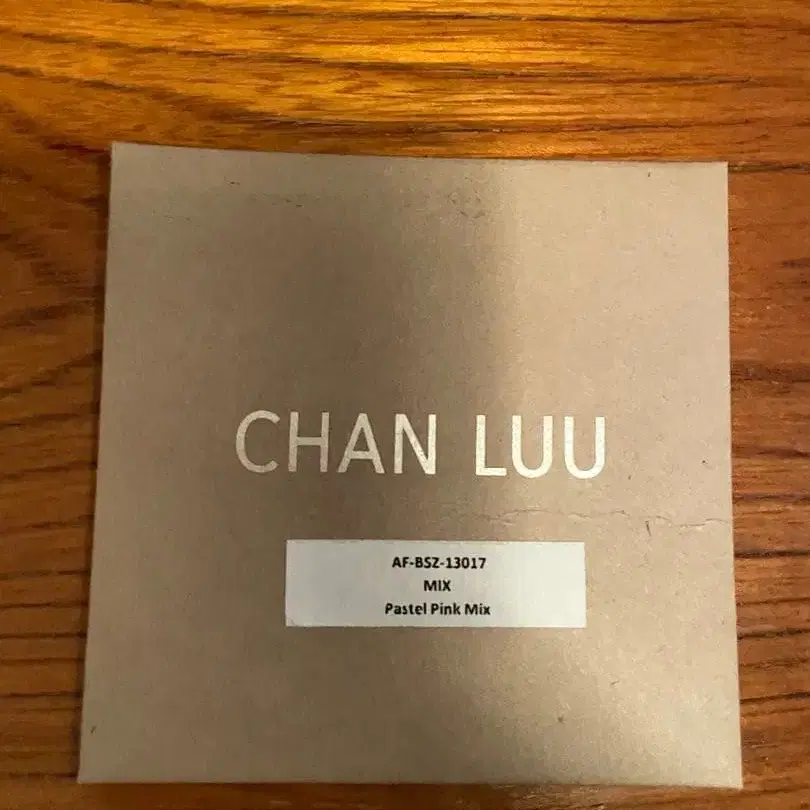 CHAN LUU
AF-BSZ-13017
MIX
Pastel Pink Mix